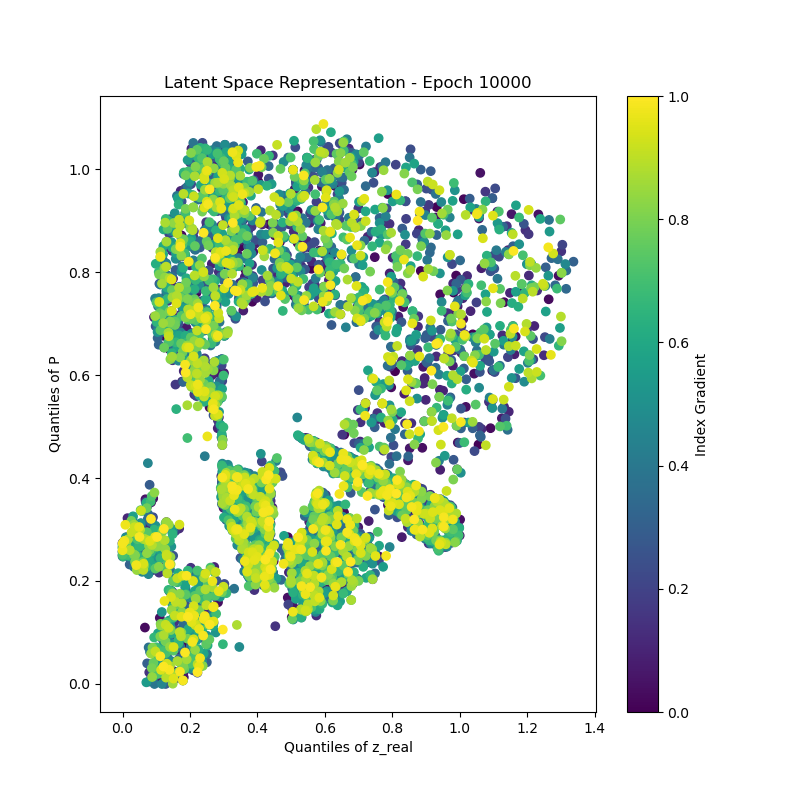 Latent Space Representation - Epoch 10000
Quantiles of P
1.0
0.8
0.6
0.4
0.2
0.0
0.0 0.2 0.4 0.6 0.8 1.0 1.2 1.4
Quantiles of z_real
1.0
0.8
0.6
0.4
0.2
0.0
Index Gradient